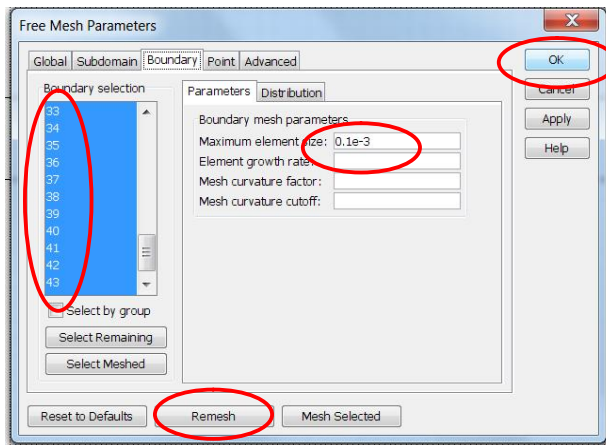 Free Mesh Parameters
Global Subdomain Boundary Point Advanced
Boundary selection
33
34
35
36
37
38
39
40
41
42
43
Select by group
Select Remaining
Select Meshed
Parameters Distribution
Boundary mesh parameters
Maximum element size: 0.1e-3
Element growth rate:
Mesh curvature factor:
Mesh curvature cutoff:
OK
Cancel
Apply
Help
Reset to Defaults Remesh Mesh Selected